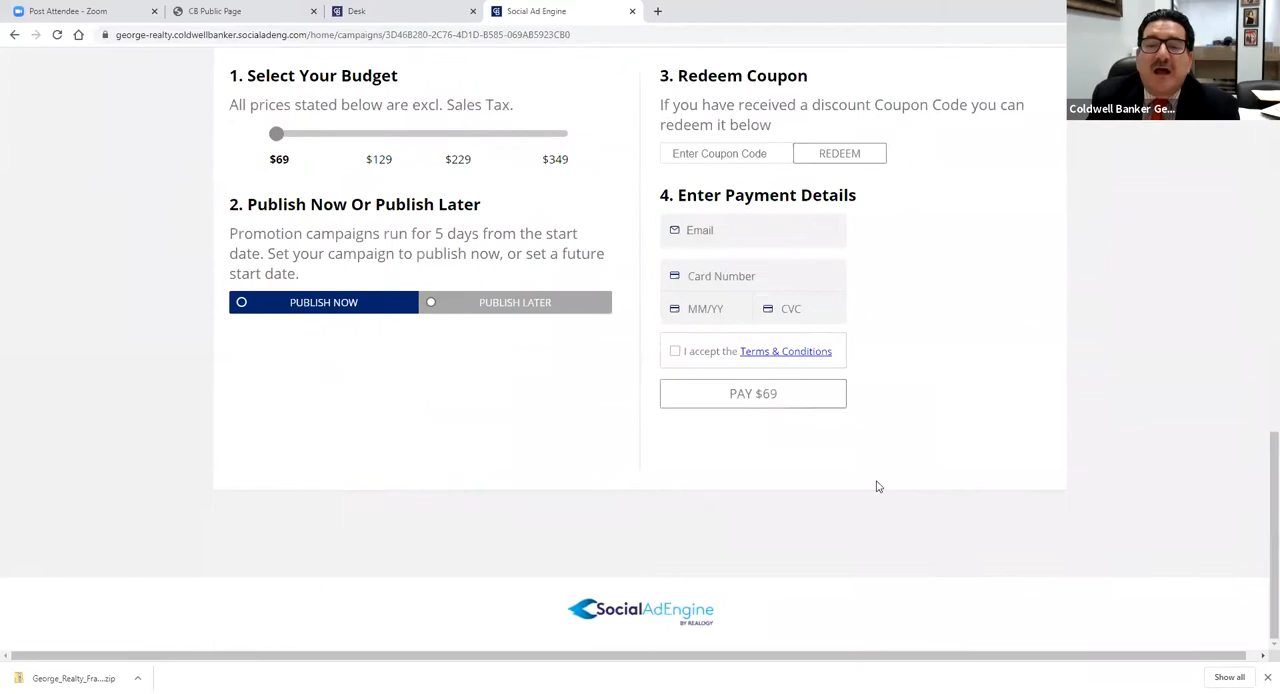 Post Attendee - Zoom
CB Public Page
Desk
Social Ad Engine
george-realty.coldwellbanker.socialadeng.com/home/campaigns/3D46B280-2C76-4D1D-B585-069AB5923CB0
Coldwell Banker Ge...
1. Select Your Budget
All prices stated below are excl. Sales Tax.
$69 $129 $229 $349
2. Publish Now Or Publish Later
Promotion campaigns run for 5 days from the start
date. Set your campaign to publish now, or set a future
start date.
PUBLISH NOW PUBLISH LATER
3. Redeem Coupon
If you have received a discount Coupon Code you can
redeem it below
Enter Coupon Code REDEEM
4. Enter Payment Details
Email
Card Number
MM/YY CVC
I accept the Terms & Conditions
PAY $69
SocialAdEngine
BY REALOGY
George_Realty_Fra....zip
Show all